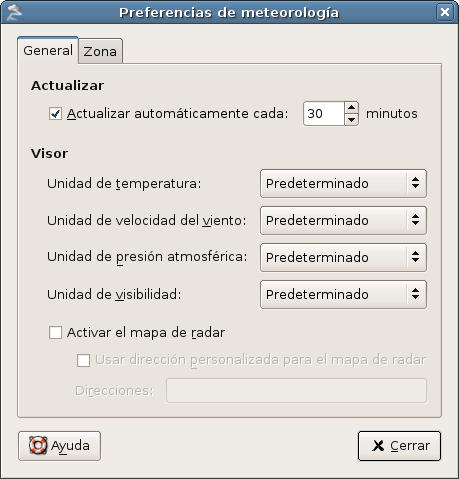 Preferencias de meteorología
General Zona
Actualizar
Actualizar automáticamente cada: 30 minutos
Visor
Unidad de temperatura: Predeterminado
Unidad de velocidad del viento: Predeterminado
Unidad de presión atmosférica: Predeterminado
Unidad de visibilidad: Predeterminado
Activar el mapa de radar
Usar dirección personalizada para el mapa de radar
Direcciones:
Ayuda Cerrar